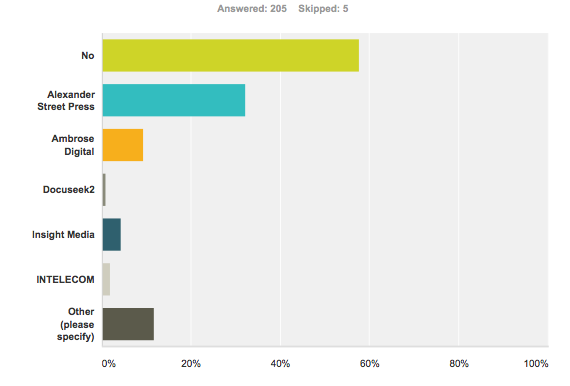 Answered: 205 Skipped: 5
No
Alexander
Street Press
Ambrose
Digital
Docuseek2
Insight Media
INTELECOM
Other
(please
specify)
0% 20% 40% 60% 80% 100%